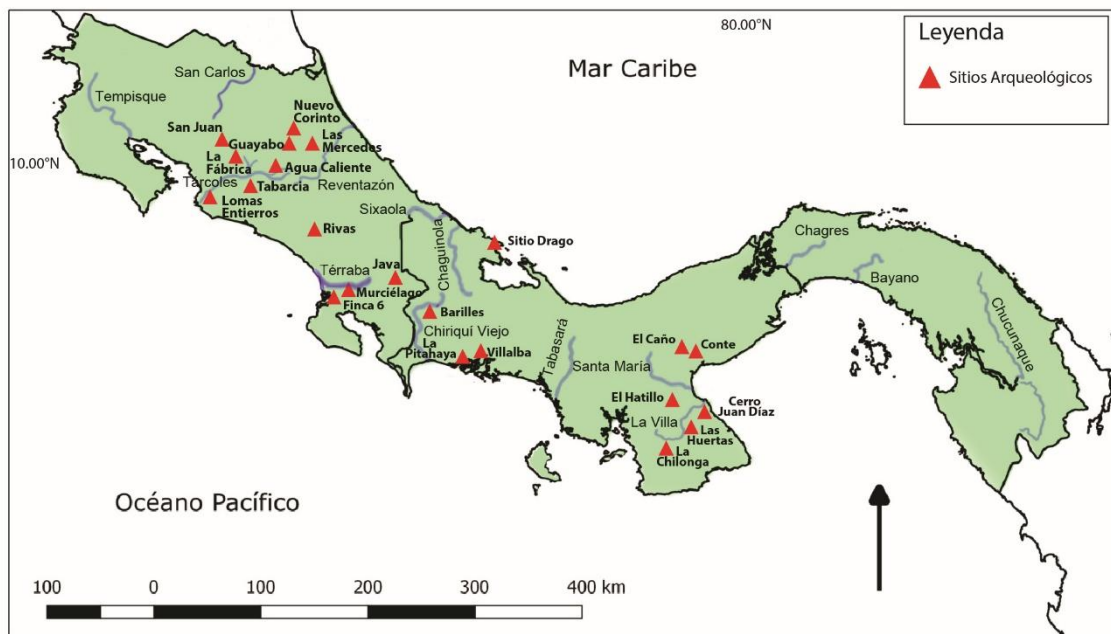 80.00°N
Leyenda
Sitios Arqueológicos
Mar Caribe
San Carlos
Tempisque
Nuevo
Corinto
San Juan
Guayabo
Las
Mercedes
La
Fábrica
Agua Caliente
10.00°N
Tárcoles
Tabarcia
Reventazón
Lomas
Entierros
Sixaola
Rivas
Chaguinola
Sitio Drago
Chagres
Bayano
Chucunaque
Java
Térraba
Murciélago
Finca 6
Barilles
Chiriquí Viejo
La
Pitahaya
Villalba
Tabasara
El Caño
Conte
Santa María
El Hatillo
Cerro
Juan Díaz
La Villa
Las
Huertas
La
Chilonga
Océano Pacífico
100 0 100 200 300 400 km